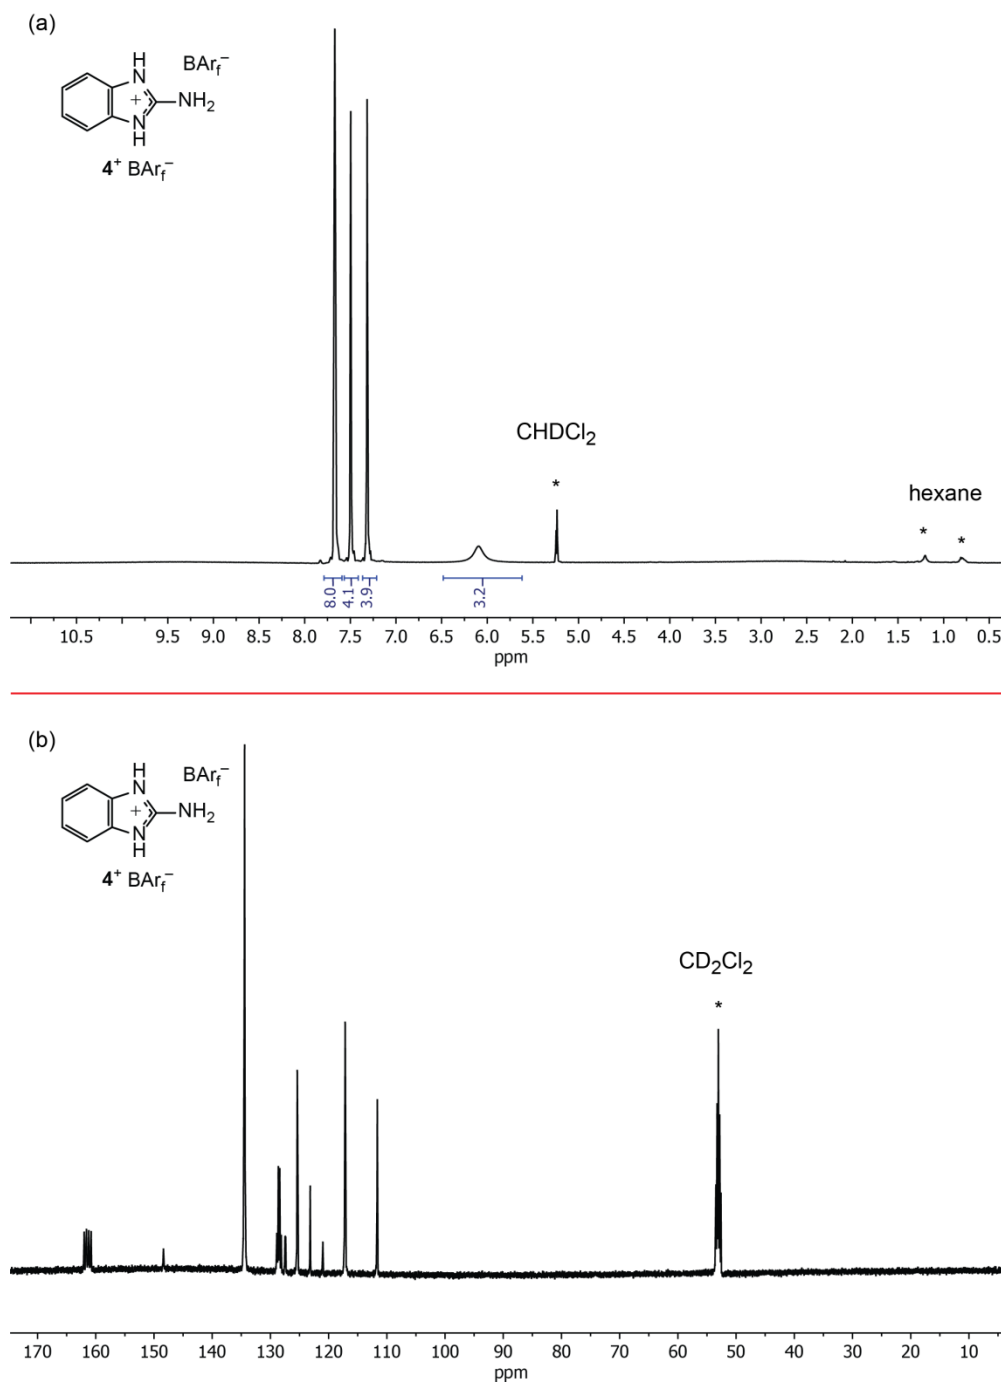 (a)
H
N
BArf−
+
NH2
N
H
4+ BArf−
CHDCl2
*
hexane
*
*
8.0
4.1
3.9
3.2
10.5 9.5 9.0 8.5 8.0 7.5 7.0 6.5 6.0 5.5 5.0 4.5 4.0 3.5 3.0 2.5 2.0 1.5 1.0 0.5
ppm
(b)
H
N
BArf−
+
NH2
N
H
4+ BArf−
CD2Cl2
*
170 160 150 140 130 120 110 100 90 80 70 60 50 40 30 20 10
ppm